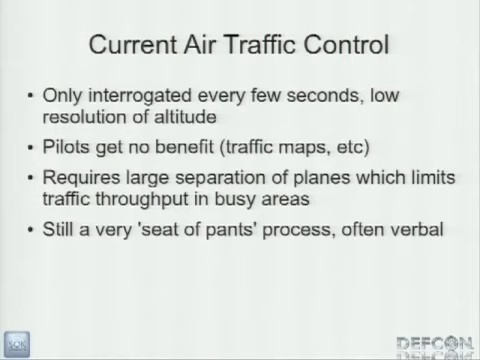 Current Air Traffic Control
• Only interrogated every few seconds, low
resolution of altitude
• Pilots get no benefit (traffic maps, etc)
• Requires large separation of planes which limits
traffic throughput in busy areas
• Still a very 'seat of pants' process, often verbal
DEFCON